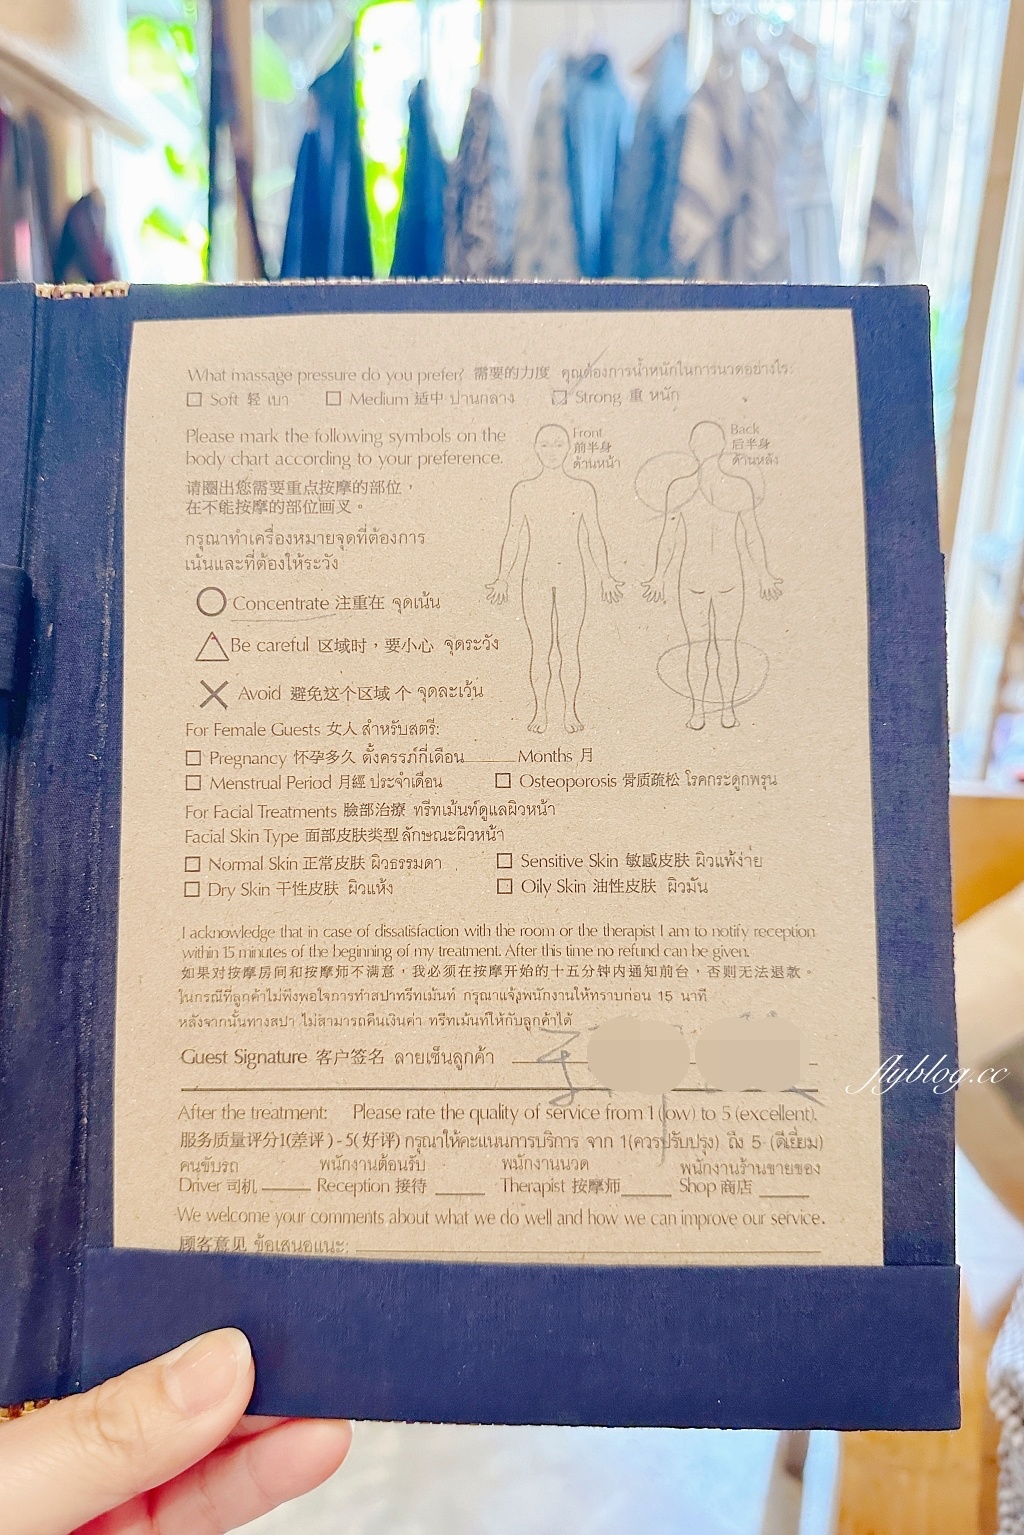 What massage pressure do you prefer? 需要的力度 คุณต้องการน้ำหนักในการนวดอย่างไร:
Soft 轻 เบา Medium 适中 ปานกลาง Strong 重 หนัก
Please mark the following symbols on the
body chart according to your preference.
请圈出您需要重点按摩的部位，
在不能按摩的部位画叉。
กรุณาทำเครื่องหมายจุดที่ต้องการ
เน้นและที่ต้องให้ระวัง
Front
前半身
ด้านหน้า
Back
后半身
ด้านหลัง
Concentrate 注重在 จุดเน้น
Be careful 区域时，要小心 จุดระวัง
Avoid 避免这个区域 个 จุดละเว้น
For Female Guests 女人 สำหรับสตรี:
Pregnancy 怀孕多久 ตั้งครรภ์กี่เดือน Months 月
Menstrual Period 月經 ประจำเดือน Osteoporosis 骨质疏松 โรคกระดูกพรุน
For Facial Treatments 臉部治療 ทรีทเม้นท์ดูแลผิวหน้า
Facial Skin Type 面部皮肤类型 ลักษณะผิวหน้า
Normal Skin 正常皮肤 ผิวธรรมดา Sensitive Skin 敏感皮肤 ผิวแพ้ง่าย
Dry Skin 干性皮肤 ผิวแห้ง Oily Skin 油性皮肤 ผิวมัน
I acknowledge that in case of dissatisfaction with the room or the therapist I am to notify reception
within 15 minutes of the beginning of my treatment. After this time no refund can be given.
如果对按摩房间和按摩师不满意，我必须在按摩开始的十五分钟内通知前台，否则无法退款。
ในกรณีที่ลูกค้าไม่พึงพอใจการทำสปาทรีทเม้นท์ กรุณาแจ้งพนักงานให้ทราบก่อน 15 นาที
หลังจากนั้นทางสปา ไม่สามารถคืนเงินค่า ทรีทเม้นท์ให้กับลูกค้าได้
Guest Signature 客户签名 ลายเซ็นลูกค้า
flyblog.cc
After the treatment: Please rate the quality of service from 1 (low) to 5 (excellent).
服务质量评分1(差评) - 5(好评) กรุณาให้คะแนนการบริการ จาก 1(ควรปรับปรุง) ถึง 5 (ดีเยี่ยม)
คนขับรถ พนักงานต้อนรับ พนักงานนวด พนักงานร้านขายของ
Driver 司机 Reception 接待 Therapist 按摩师 Shop 商店
We welcome your comments about what we do well and how we can improve our service.
顾客意见 ข้อเสนอแนะ: